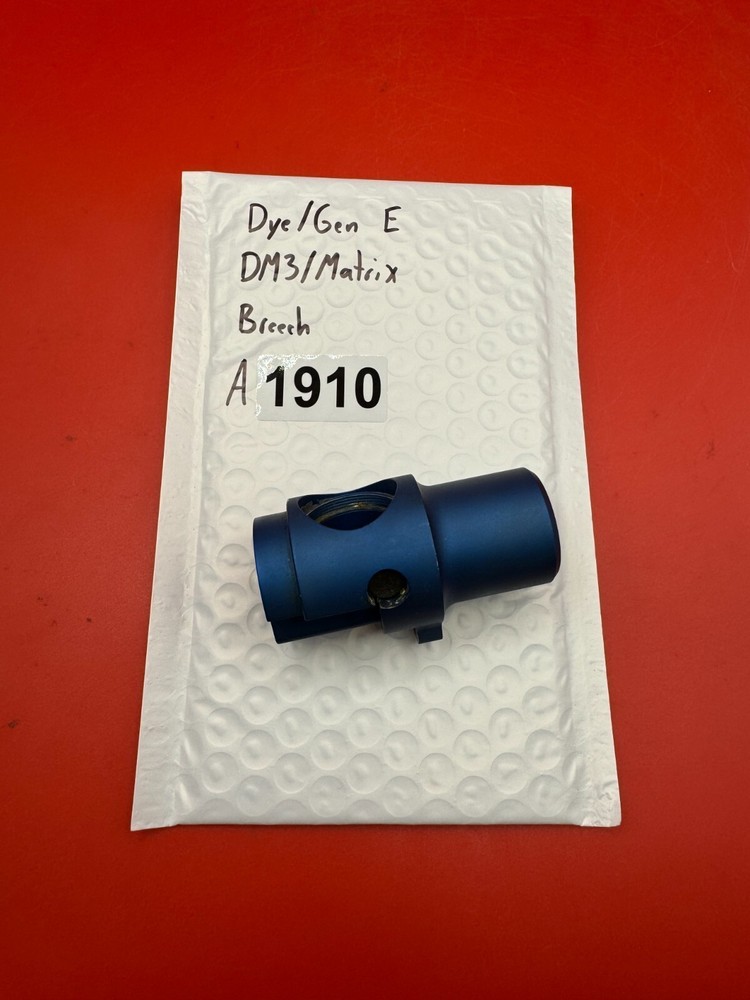 Dye/Gen E
DM3/Matrix
Breech
A 1910